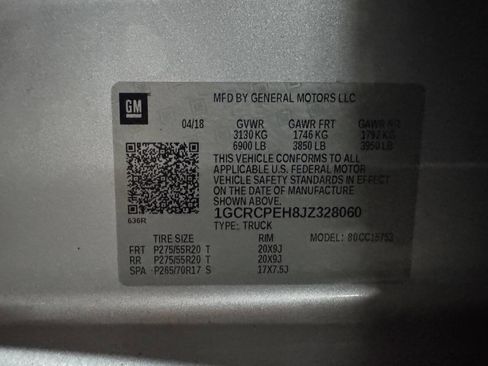 GM
MFD BY GENERAL MOTORS LLC
04/18 GVWR GAWR FRT GAWR RR
3130 KG 1746 KG 1792 KG
6900 LB 3850 LB 3950 LB
THIS VEHICLE CONFORMS TO ALL
APPLICABLE U.S. FEDERAL MOTOR
VEHICLE SAFETY STANDARDS IN EFFECT
ON THE DATE OF MANUFACTURE
SHOWN ABOVE.
1GCRCPEH8JZ328060
TYPE: TRUCK
636R
TIRE SIZE RIM MODEL:
FRT P275/55R20 T 20X9J
RR P275/55R20 T 20X9J
SPA P265/70R17 S 17X7.5J